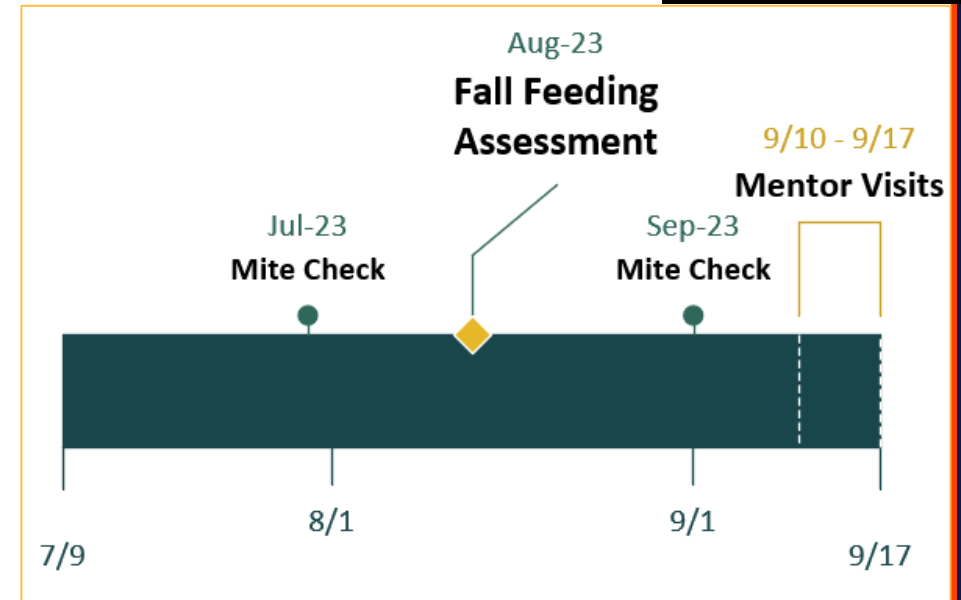 Aug-23
Fall Feeding
Assessment
9/10 - 9/17
Mentor Visits
Jul-23
Mite Check
Sep-23
Mite Check
8/1
9/1
7/9
9/17